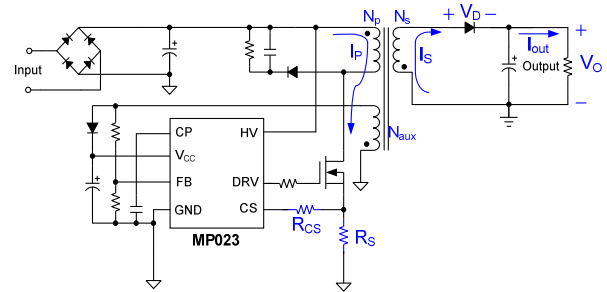 Input
Np
Ns
+ VD −
Iout
+
+
+
IP
IS
Output
VO
−
Naux
CP
HV
VCC
FB
DRV
+
GND
CS
RCS
RS
MP023